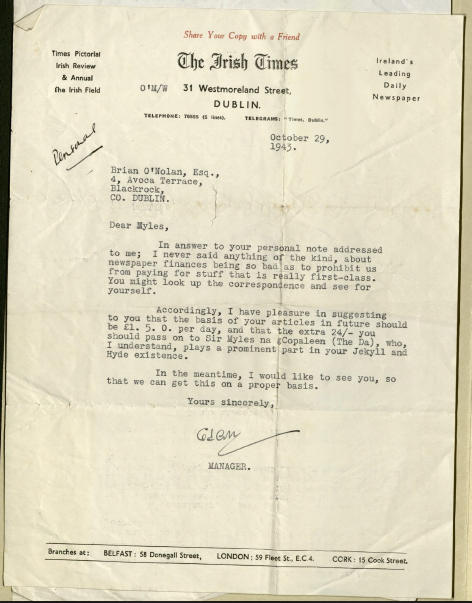 Share Your Copy with a Friend
Times Pictorial
Irish Review
& Annual
The Irish Field
The Irish Times
O'M/W
31 Westmoreland Street,
DUBLIN.
TELEPHONE: 70855 (5 lines).
TELEGRAMS: "Times, Dublin."
Ireland's
Leading
Daily
Newspaper
Personal
October 29,
1943.
Brian O'Nolan, Esq.,
4, Avoca Terrace,
Blackrock,
CO. DUBLIN.
Dear Myles,
In answer to your personal note addressed
to me; I never said anything of the kind, about
newspaper finances being so bad as to prohibit us
from paying for stuff that is really first-class.
You might look up the correspondence and see for
yourself.
Accordingly, I have pleasure in suggesting
to you that the basis of your articles in future should
be £1. 5. 0. per day, and that the extra 24/- you
should pass on to Sir Myles na gCopaleen (The Da), who,
I understand, plays a prominent part in your Jekyll and
Hyde existence.
In the meantime, I would like to see you, so
that we can get this on a proper basis.
Yours sincerely,
MANAGER.
Branches at: BELFAST: 58 Donegall Street, LONDON: 59 Fleet St., E.C.4. CORK: 15 Cook Street.